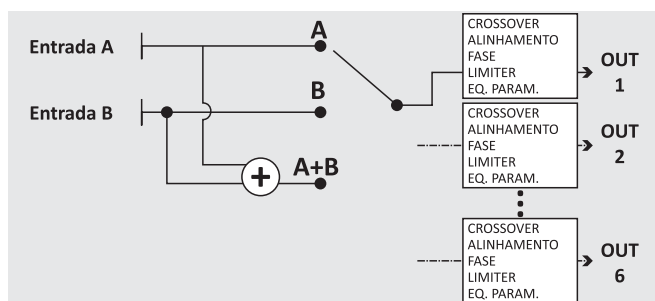 Entrada A
A
CROSSOVER
ALINHAMENTO
FASE
LIMITER
EQ. PARAM.
OUT
1
Entrada B
B
CROSSOVER
ALINHAMENTO
FASE
LIMITER
EQ. PARAM.
OUT
2
+
A+B
CROSSOVER
ALINHAMENTO
FASE
LIMITER
EQ. PARAM.
OUT
6